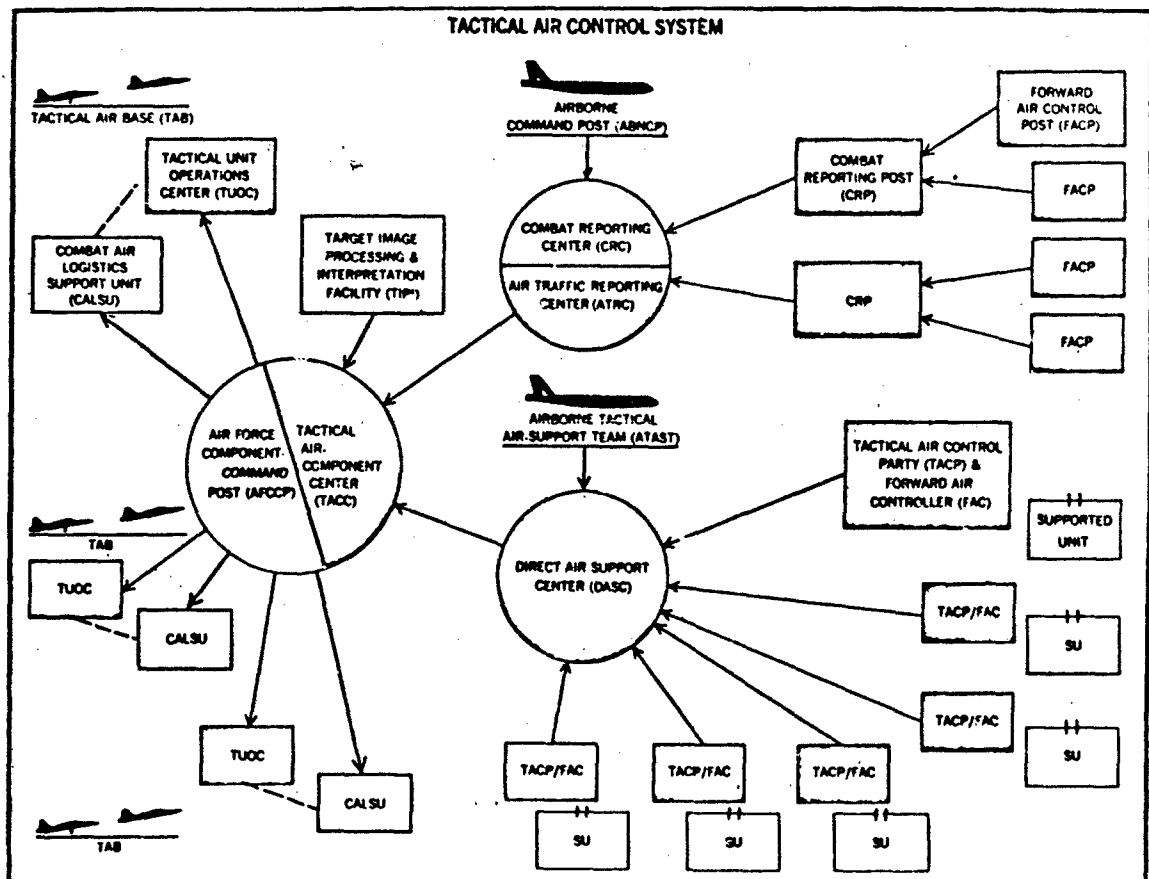 TACTICAL AIR CONTROL SYSTEM
TACTICAL AIR BASE (TAB)
AIRBORNE
COMMAND POST (ABNCP)
FORWARD
AIR CONTROL
POST (FACP)
TACTICAL UNIT
OPERATIONS
CENTER (TUOC)
COMBAT
REPORTING POST
(CRP)
FACP
COMBAT AIR
LOGISTICS
SUPPORT UNIT
(CALSU)
TARGET IMAGE
PROCESSING &
INTERPRETATION
FACILITY (TIP"
COMBAT REPORTING
CENTER (CRC)
AIR TRAFFIC REPORTING
CENTER (ATRC)
CRP
FACP
FACP
AIRBORNE TACTICAL
AIR-SUPPORT TEAM (ATAST)
AIR FORCE
COMPONENT-
COMMAND
POST (AFCCP)
TACTICAL
AIR-
COMPONENT
CENTER
(TACC)
TACTICAL AIR CONTROL
PARTY (TACP) &
FORWARD AIR
CONTROLLER (FAC)
SUPPORTED
UNIT
TAB
TUOC
CALSU
DIRECT AIR SUPPORT
CENTER (DASC)
TACP/FAC
SU
TACP/FAC
SU
TUOC
CALSU
TACP/FAC
TACP/FAC
TACP/FAC
SU
SU
SU
TAB